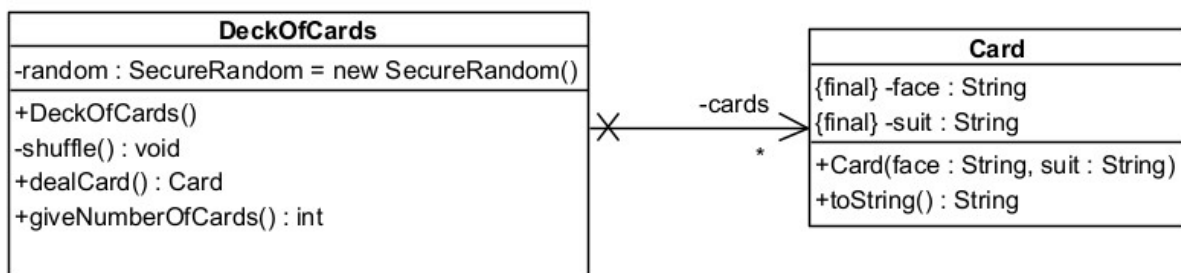 DeckOfCards
-random : SecureRandom = new SecureRandom()
+DeckOfCards()
-shuffle() : void
+dealCard() : Card
+giveNumberOfCards() : int
-cards
*
Card
{final} -face : String
{final} -suit : String
+Card(face : String, suit : String)
+toString() : String